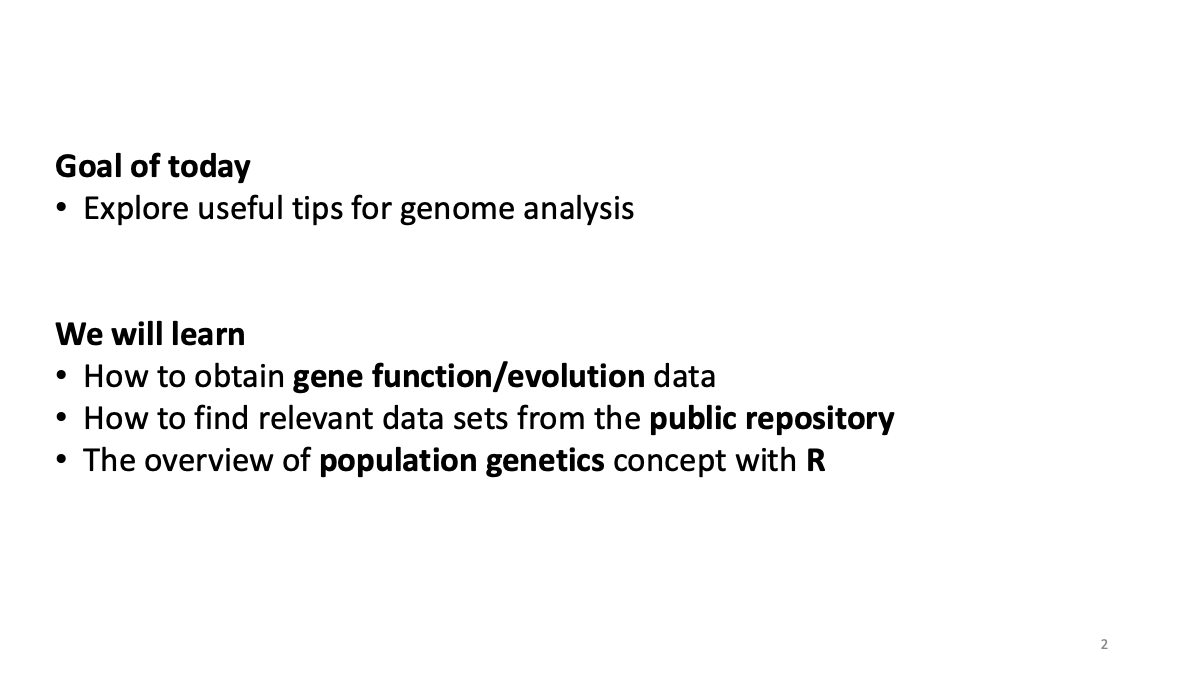 Goal of today
• Explore useful tips for genome analysis
We will learn
• How to obtain gene function/evolution data
• How to find relevant data sets from the public repository
• The overview of population genetics concept with R
2